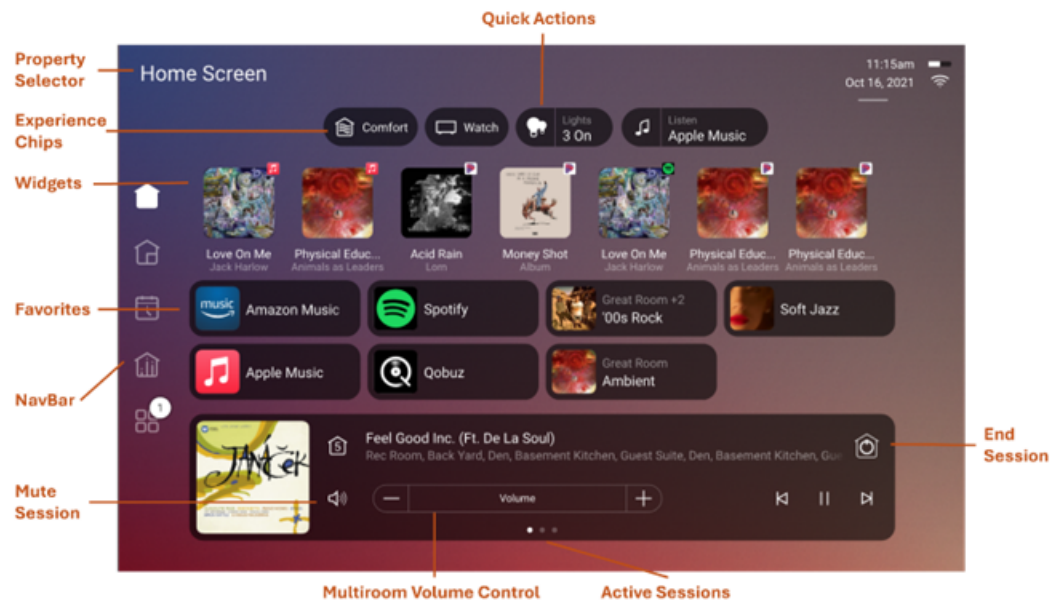 Quick Actions
Property
Selector
Home Screen
11:15am
Oct 16, 2021
Experience
Chips
Comfort
Watch
Lights
3 On
Listen
Apple Music
Widgets
Love On Me
Jack Harlow
Physical Educ...
Animals as Leaders
Acid Rain
Lorn
Money Shot
Album
Love On Me
Jack Harlow
Physical Educ...
Animals as Leaders
Physical Educ...
Animals as Leaders
Favorites
music
Amazon Music
Spotify
Great Room +2
'00s Rock
Soft Jazz
Apple Music
Qobuz
Great Room
Ambient
NavBar
1
JANÁČEK
5
Feel Good Inc. (Ft. De La Soul)
Rec Room, Back Yard, Den, Basement Kitchen, Guest Suite, Den, Basement Kitchen, Gue
End
Session
Mute
Session
Volume
Multiroom Volume Control
Active Sessions